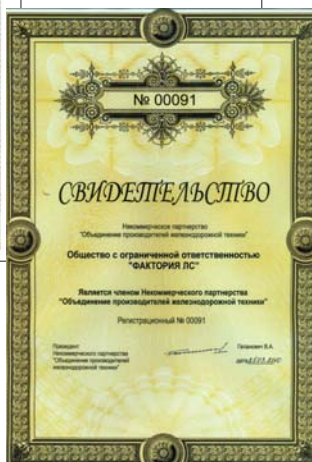 № 00091
СВИДЕТЕЛЬСТВО
Некоммерческое партнерство
"Объединение производителей железнодорожной техники"
Общество с ограниченной ответственностью
"ФАКТОРИЯ ЛС"
Является членом Некоммерческого партнерства
"Объединение производителей железнодорожной техники"
Регистрационный № 00091
Президент
Некоммерческого партнерства
"Объединение производителей
железнодорожной техники"
Гапанович В.А.